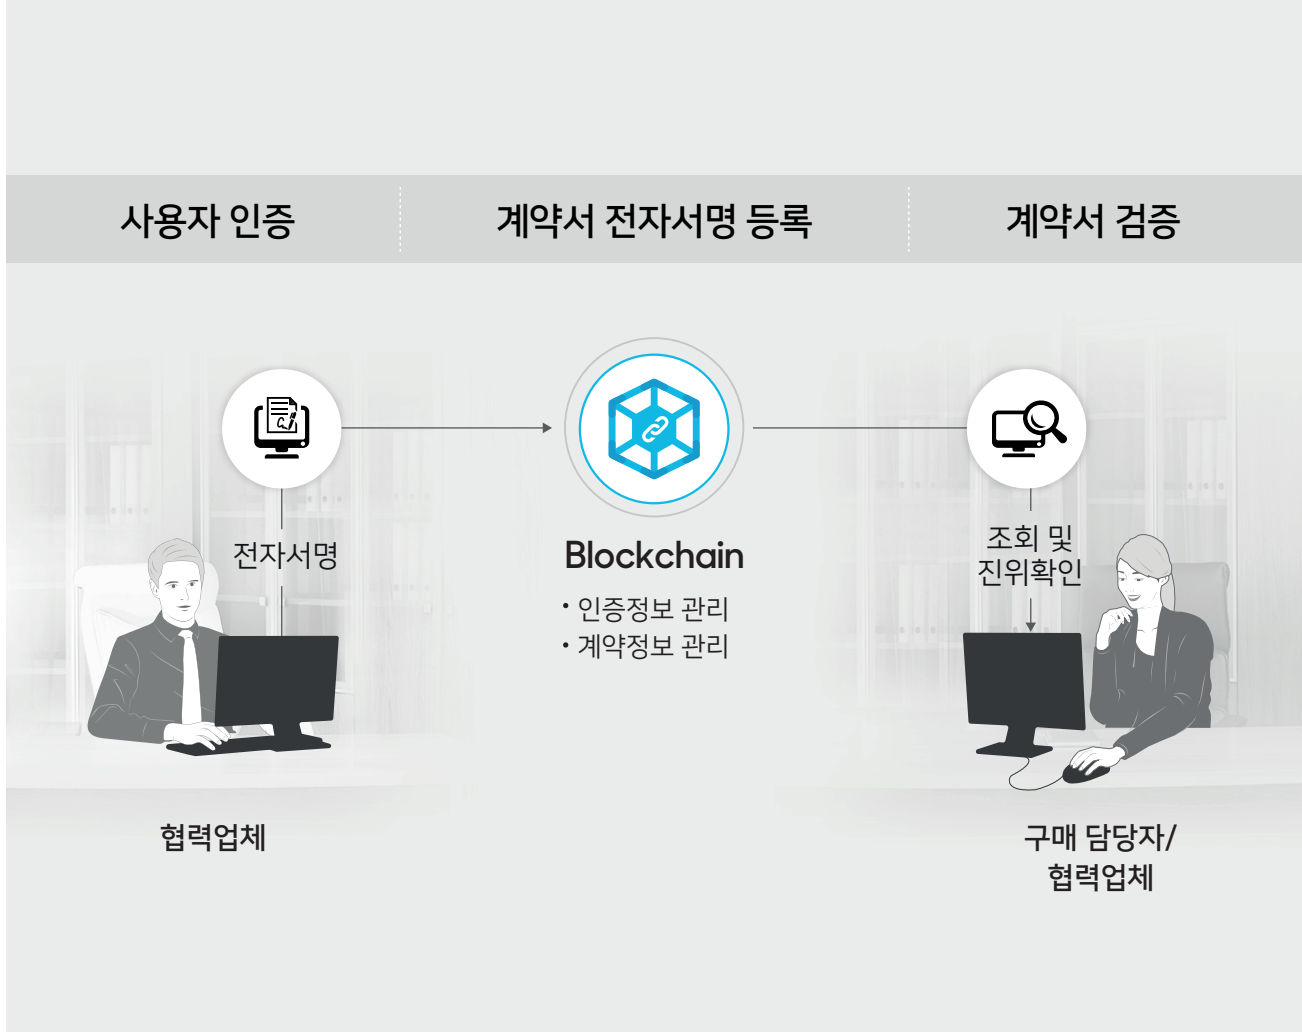 사용자 인증
계약서 전자서명 등록
계약서 검증
전자서명
Blockchain
• 인증정보 관리
• 계약정보 관리
조회 및
진위확인
협력업체
구매 담당자/
협력업체